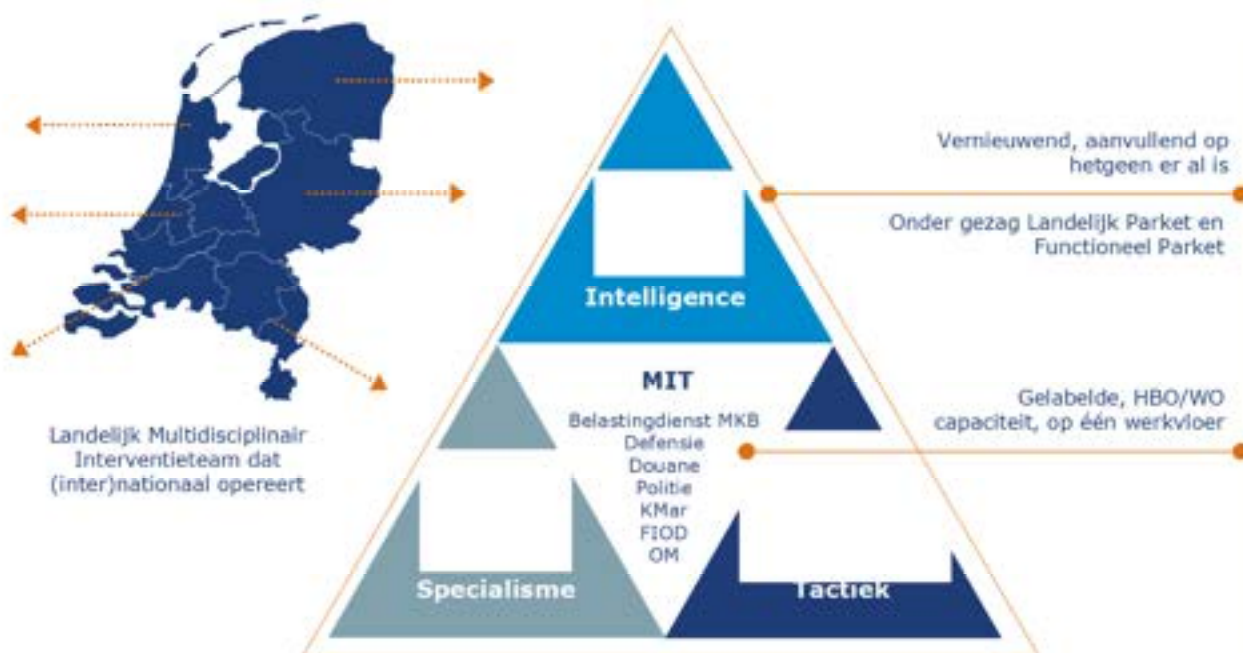 Landelijk Multidisciplinair
Interventieteam dat
(inter)nationaal opereert
Intelligence
MIT
Belastingdienst MKB
Defensie
Douane
Politie
KMar
FIOD
OM
Specialisme
Tactiek
Vernieuwend, aanvullend op
hetgeen er al is
Onder gezag Landelijk Parket en
Functioneel Parket
Gelabelde, HBO/WO
capaciteit, op één werkvloer